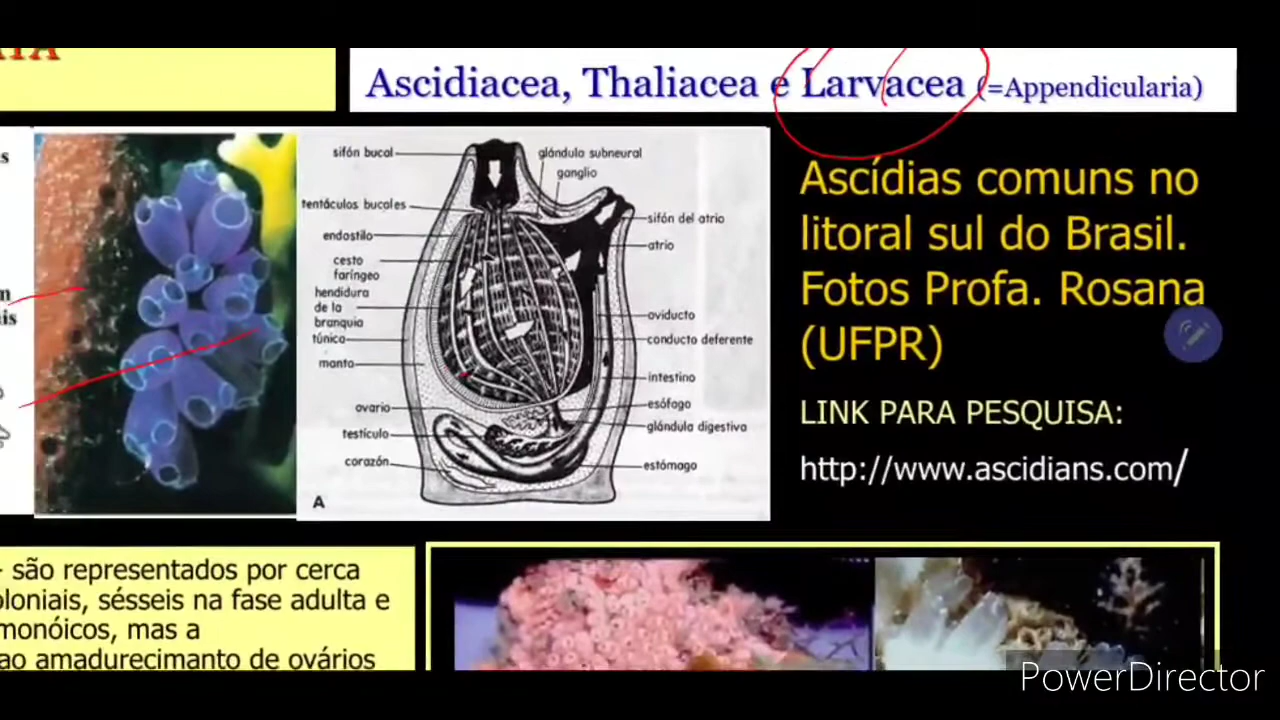 Ascidiacea, Thaliacea e Larvacea (=Appendicularia)
sifón bucal
glándula subneural
ganglio
tentáculos bucales
sifón del atrio
endostilo
atrio
cesto
faríngeo
hendidura
de la
branquia
oviducto
túnica
conducto deferente
manto
intestino
ovario
esófogo
testículo
glándula digestiva
corazón
estómago
A
Ascídias comuns no
litoral sul do Brasil.
Fotos Profa. Rosana
(UFPR)
LINK PARA PESQUISA:
http://www.ascidians.com/
- são representados por cerca
oloniais, sésseis na fase adulta e
monóicos, mas a
ao amadurecimanto de ovários
PowerDirector